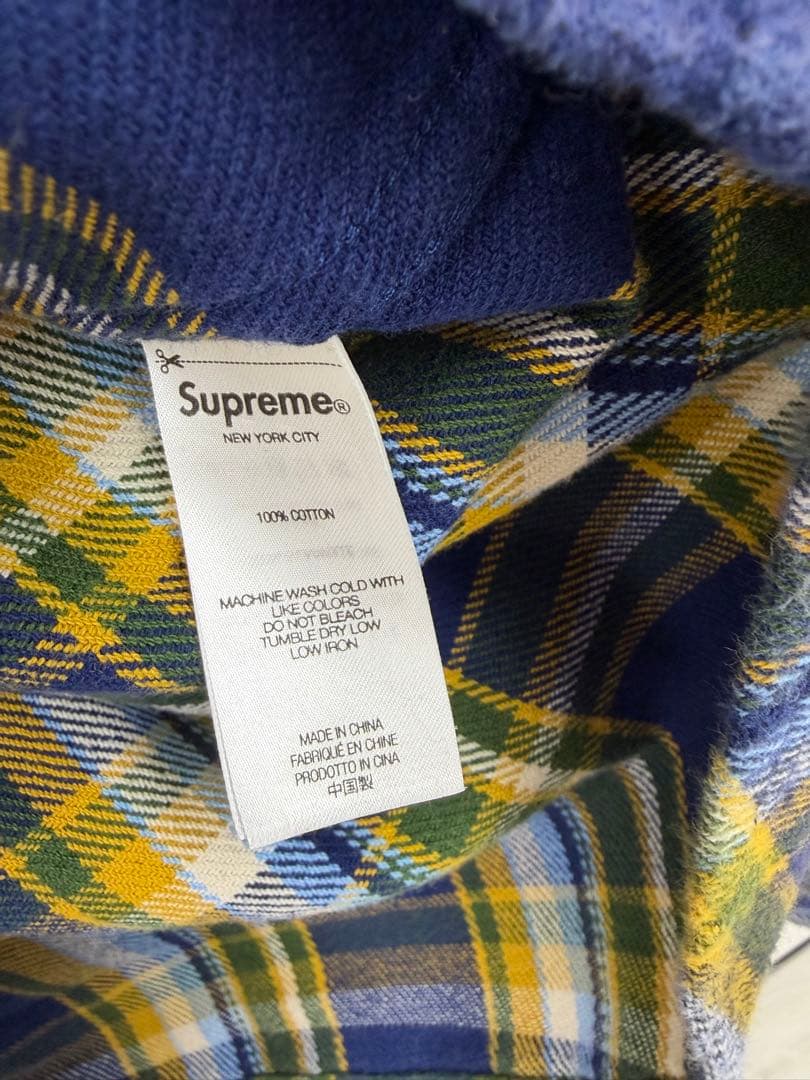 Supreme®
NEW YORK CITY
100% COTTON
MACHINE WASH COLD WITH
LIKE COLORS
DO NOT BLEACH
TUMBLE DRY LOW
LOW IRON
MADE IN CHINA
FABRIQUÉ EN CHINE
PRODOTTO IN CINA
中国製